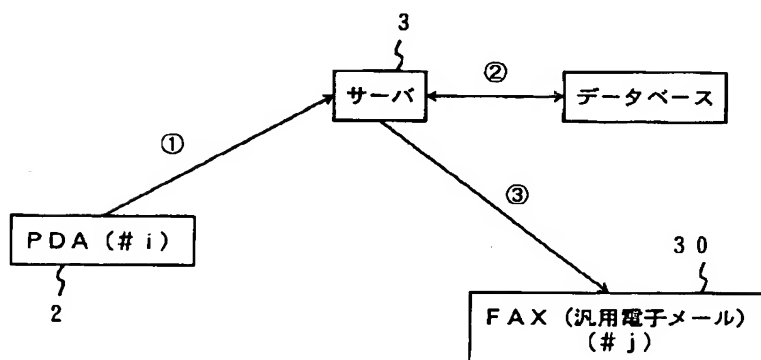 3
サーバ
②
データベース
①
③
PDA(#i)
2
30
FAX(汎用電子メール)
(#j)